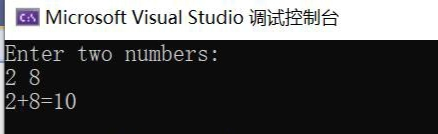 Microsoft Visual Studio 调试控制台
Enter two numbers:
2 8
2+8=10